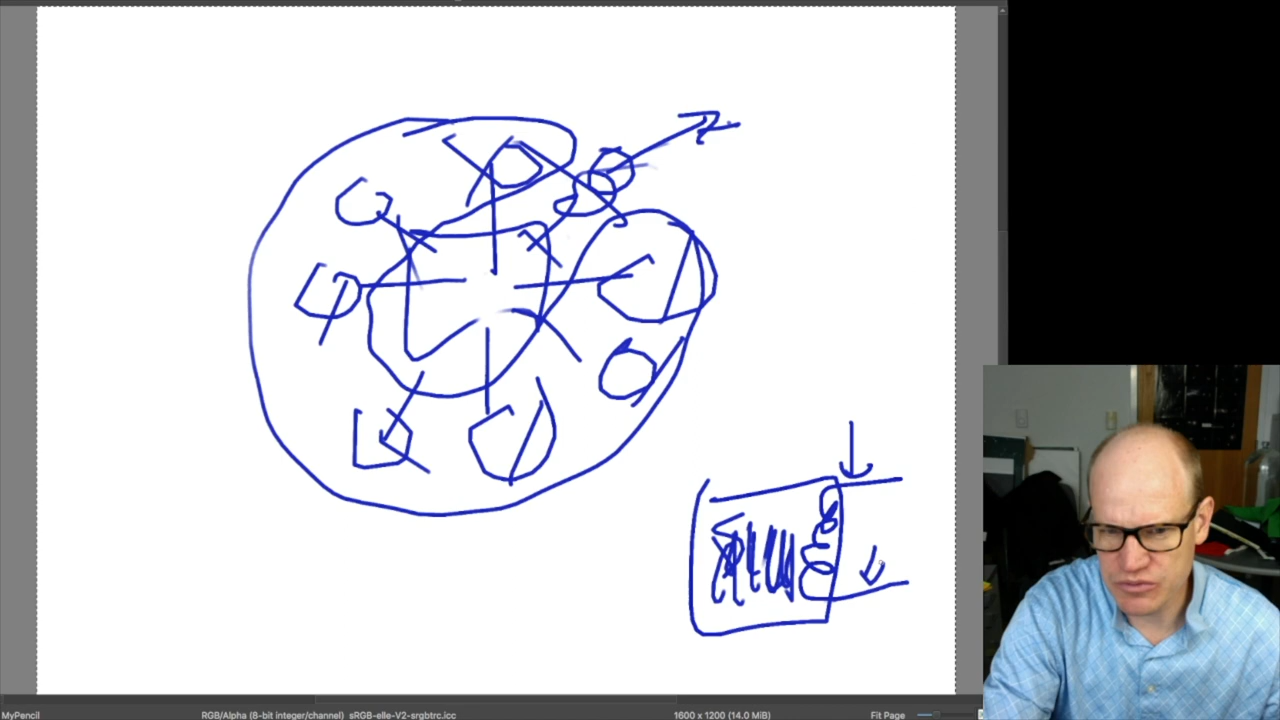 MyPencil
RGB/Alpha (8-bit integer/channel) sRGB-elle-V2-srgbtrc.icc
1600 x 1200 (14.0 MiB)
Fit Page